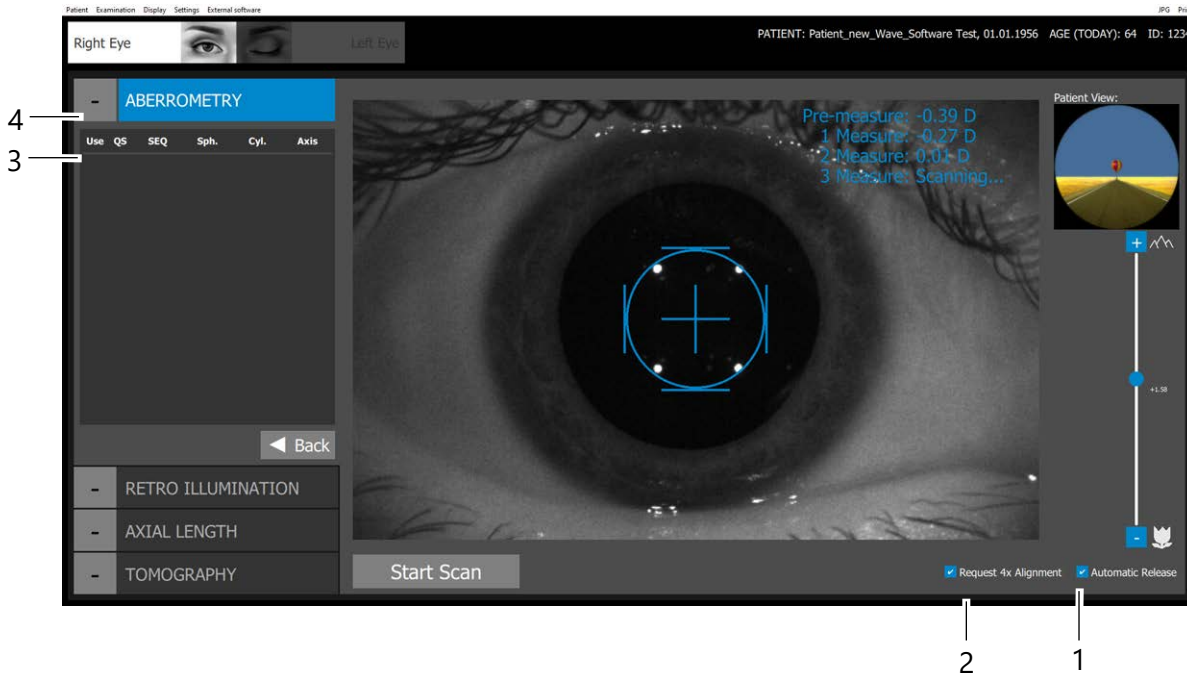 Patient Examination Display Settings External software JPG Pri
Right Eye Left Eye PATIENT: Patient_new_Wave_Software Test, 01.01.1956 AGE (TODAY): 64 ID: 1234
- ABERROMETRY
Patient View:
4
Use QS SEQ Sph. Cyl. Axis
3
Pre-measure: -0.39 D
1 Measure: -0.27 D
2 Measure: 0.01 D
3 Measure: Scanning...
+
+1.58
◀ Back
- RETRO ILLUMINATION
- AXIAL LENGTH
-
- TOMOGRAPHY
Start Scan
Request 4x Alignment Automatic Release
2 1